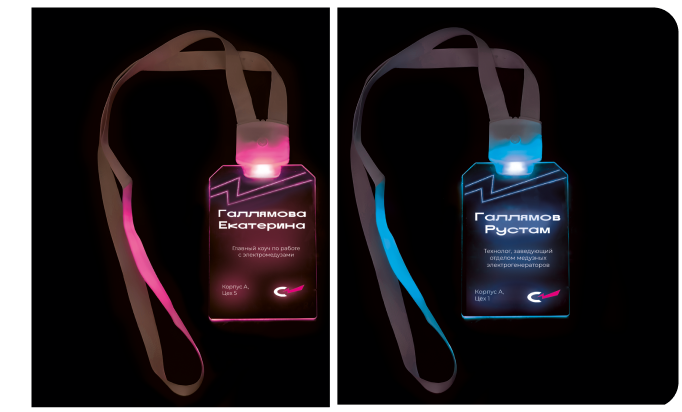 Галлямова
Екатерина
Главный коуч по работе
с электромедузами
Корпус А,
Цех 5
Галлямов
Рустам
Технолог, заведующий
отделом медузных
электрогенераторов
Корпус А,
Цех 1